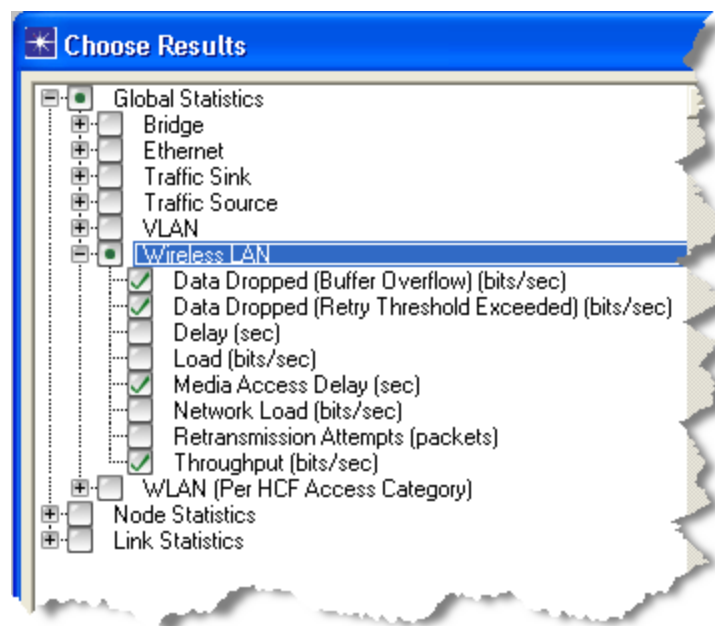 Choose Results
Global Statistics
Bridge
Ethernet
Traffic Sink
Traffic Source
VLAN
Wireless LAN
Data Dropped (Buffer Overflow) (bits/sec)
Data Dropped (Retry Threshold Exceeded) (bits/sec)
Delay (sec)
Load (bits/sec)
Media Access Delay (sec)
Network Load (bits/sec)
Retransmission Attempts (packets)
Throughput (bits/sec)
WLAN (Per HCF Access Category)
Node Statistics
Link Statistics